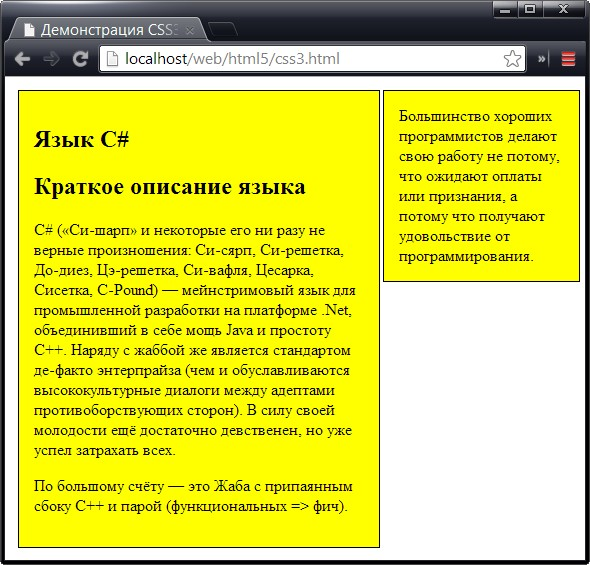 Демонстрация CSS3
localhost/web/html5/css3.html
Язык C#
Краткое описание языка
C# («Си-шарп» и некоторые его ни разу не
верные произношения: Си-сярп, Си-решетка,
До-диез, Цэ-решетка, Си-вафля, Цесарка,
Сисетка, C-Pound) — мейнстримовый язык для
промышленной разработки на платформе .Net,
объединивший в себе мощь Java и простоту
C++. Наряду с жаббой же является стандартом
де-факто энтерпрайза (чем и обуславливаются
высококультурные диалоги между адептами
противоборствующих сторон). В силу своей
молодости ещё достаточно девственен, но уже
успел затрахать всех.
По большому счёту — это Жаба с припаянным
сбоку C++ и парой (функциональных => фич).
Большинство хороших
программистов делают
свою работу не потому,
что ожидают оплаты
или признания, а
потому что получают
удовольствие от
программирования.